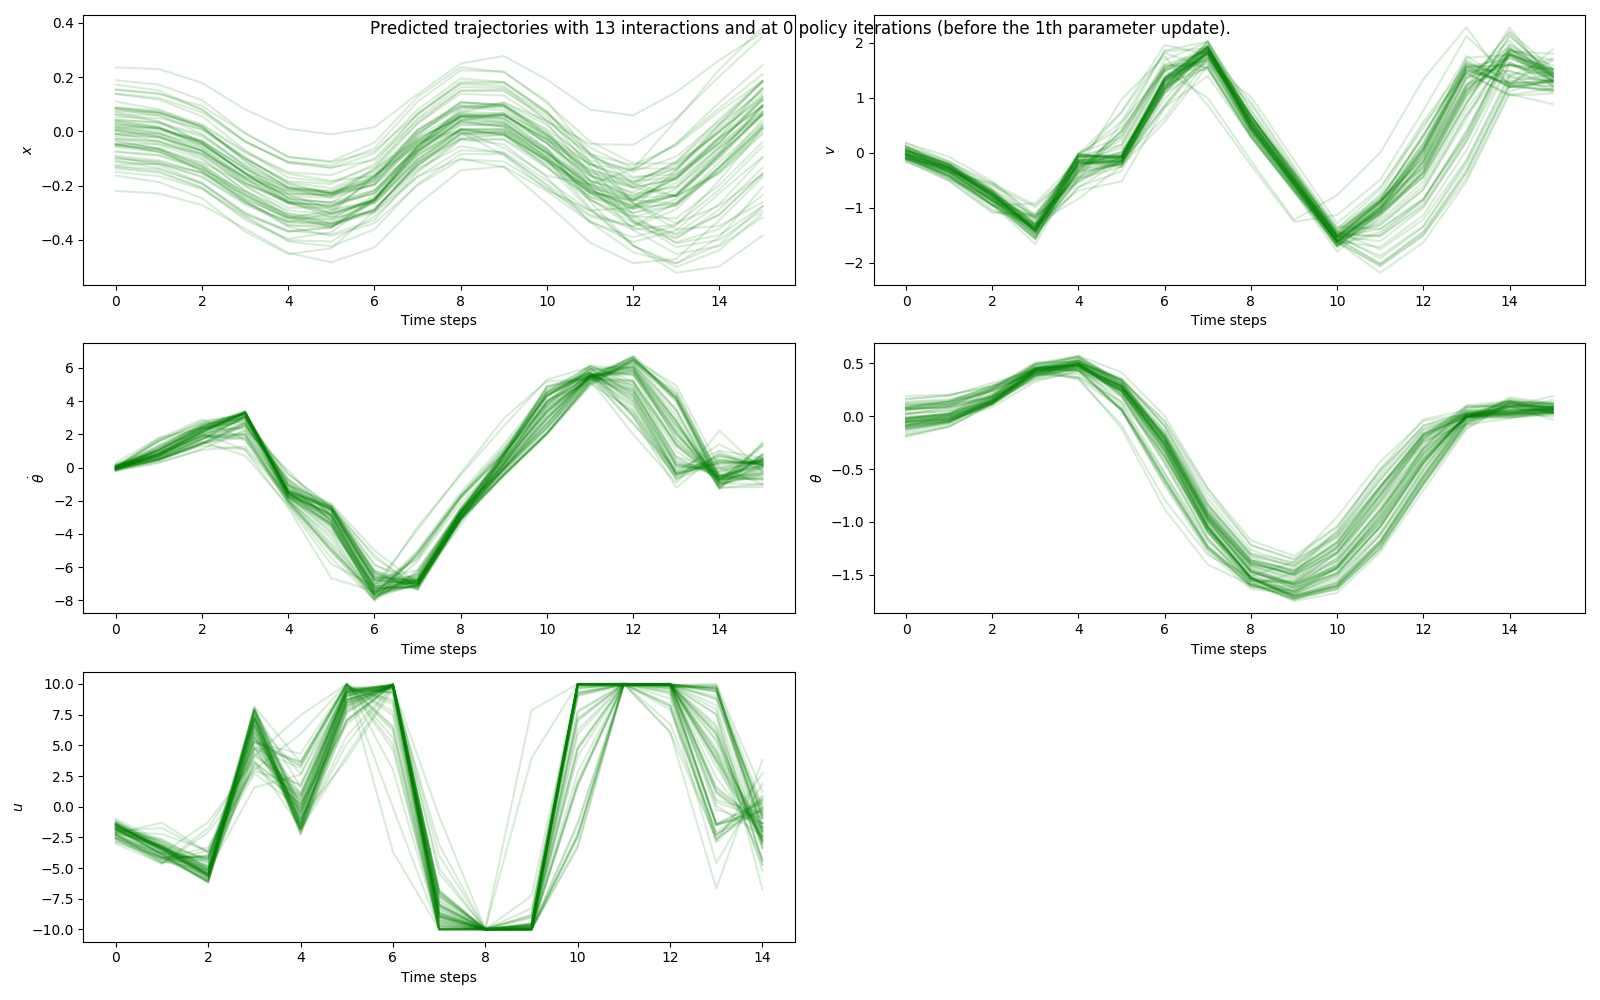 Predicted trajectories with 13 interactions and at 0 policy iterations (before the 1th parameter update).
0.4
0.2
0.0
−0.2
−0.4
x
0 2 4 6 8 10 12 14
Time steps
2
1
0
−1
−2
v
0 2 4 6 8 10 12 14
Time steps
6
4
2
0
−2
−4
−6
−8
θ̇
0 2 4 6 8 10 12 14
Time steps
0.5
0.0
−0.5
−1.0
−1.5
θ
0 2 4 6 8 10 12 14
Time steps
10.0
7.5
5.0
2.5
0.0
−2.5
−5.0
−7.5
−10.0
u
0 2 4 6 8 10 12 14
Time steps